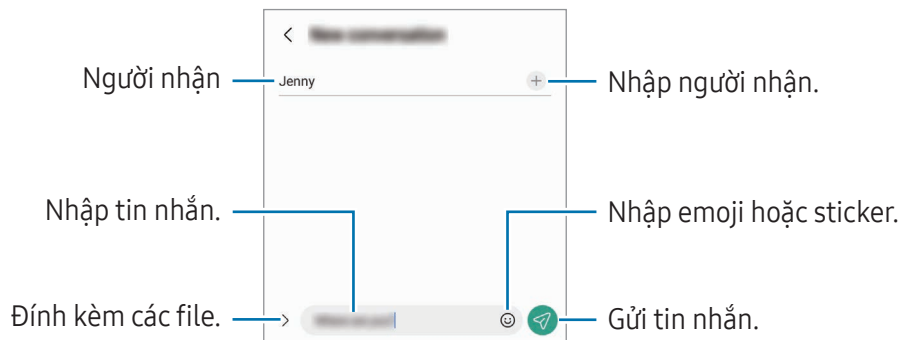 Người nhận
Jenny
Nhập người nhận.
Nhập tin nhắn.
Nhập emoji hoặc sticker.
Đính kèm các file.
Gửi tin nhắn.